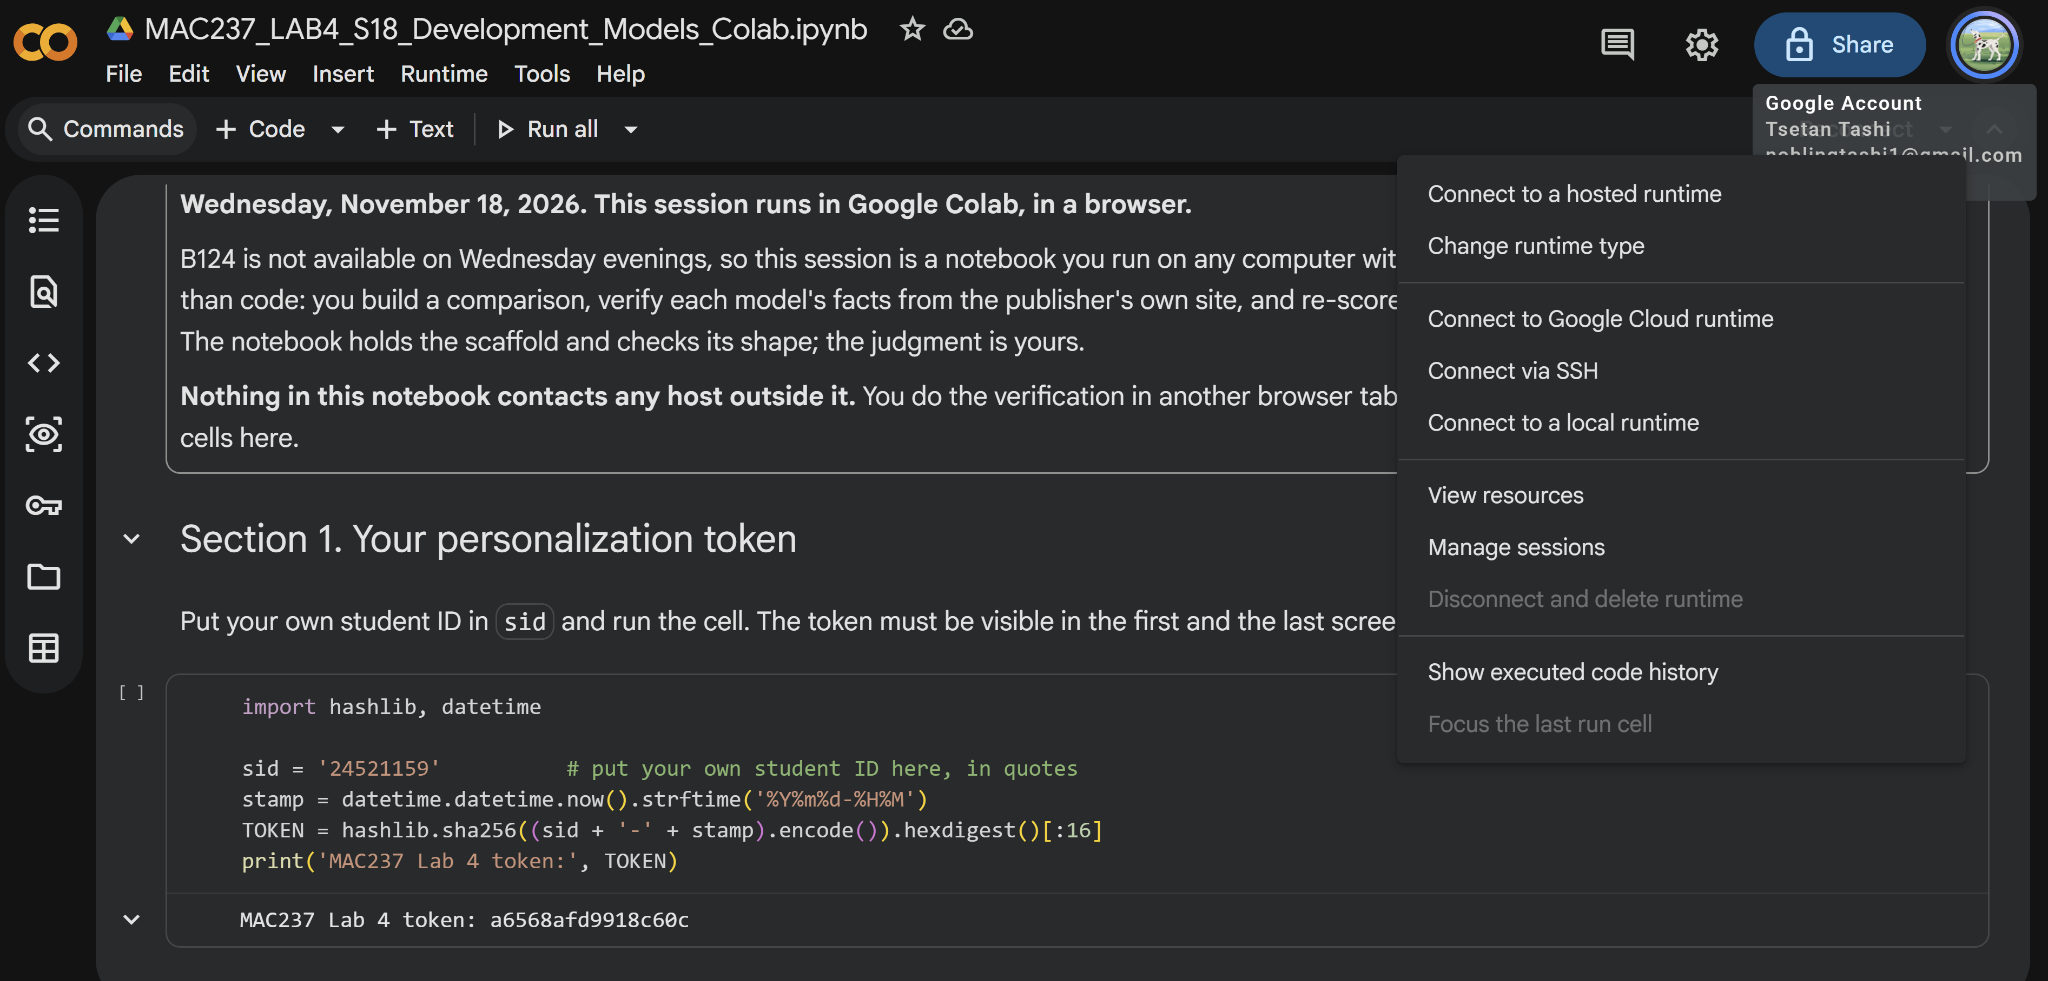 MAC237_LAB4_S18_Development_Models_Colab.ipynb
File Edit View Insert Runtime Tools Help
Share
Commands + Code + Text Run all
Google Account
Tsetan Tashi
Connect to a hosted runtime
Change runtime type
Connect to Google Cloud runtime
Connect via SSH
Connect to a local runtime
View resources
Manage sessions
Disconnect and delete runtime
Show executed code history
Focus the last run cell
Wednesday, November 18, 2026. This session runs in Google Colab, in a browser.
B124 is not available on Wednesday evenings, so this session is a notebook you run on any computer wit
than code: you build a comparison, verify each model's facts from the publisher's own site, and re-score
The notebook holds the scaffold and checks its shape; the judgment is yours.
Nothing in this notebook contacts any host outside it. You do the verification in another browser tab
cells here.
Section 1. Your personalization token
Put your own student ID in sid and run the cell. The token must be visible in the first and the last scree
[ ]
import hashlib, datetime
sid = '24521159' # put your own student ID here, in quotes
stamp = datetime.datetime.now().strftime('%Y%m%d-%H%M')
TOKEN = hashlib.sha256((sid + '-' + stamp).encode()).hexdigest()[:16]
print('MAC237 Lab 4 token:', TOKEN)
MAC237 Lab 4 token: a6568afd9918c60c